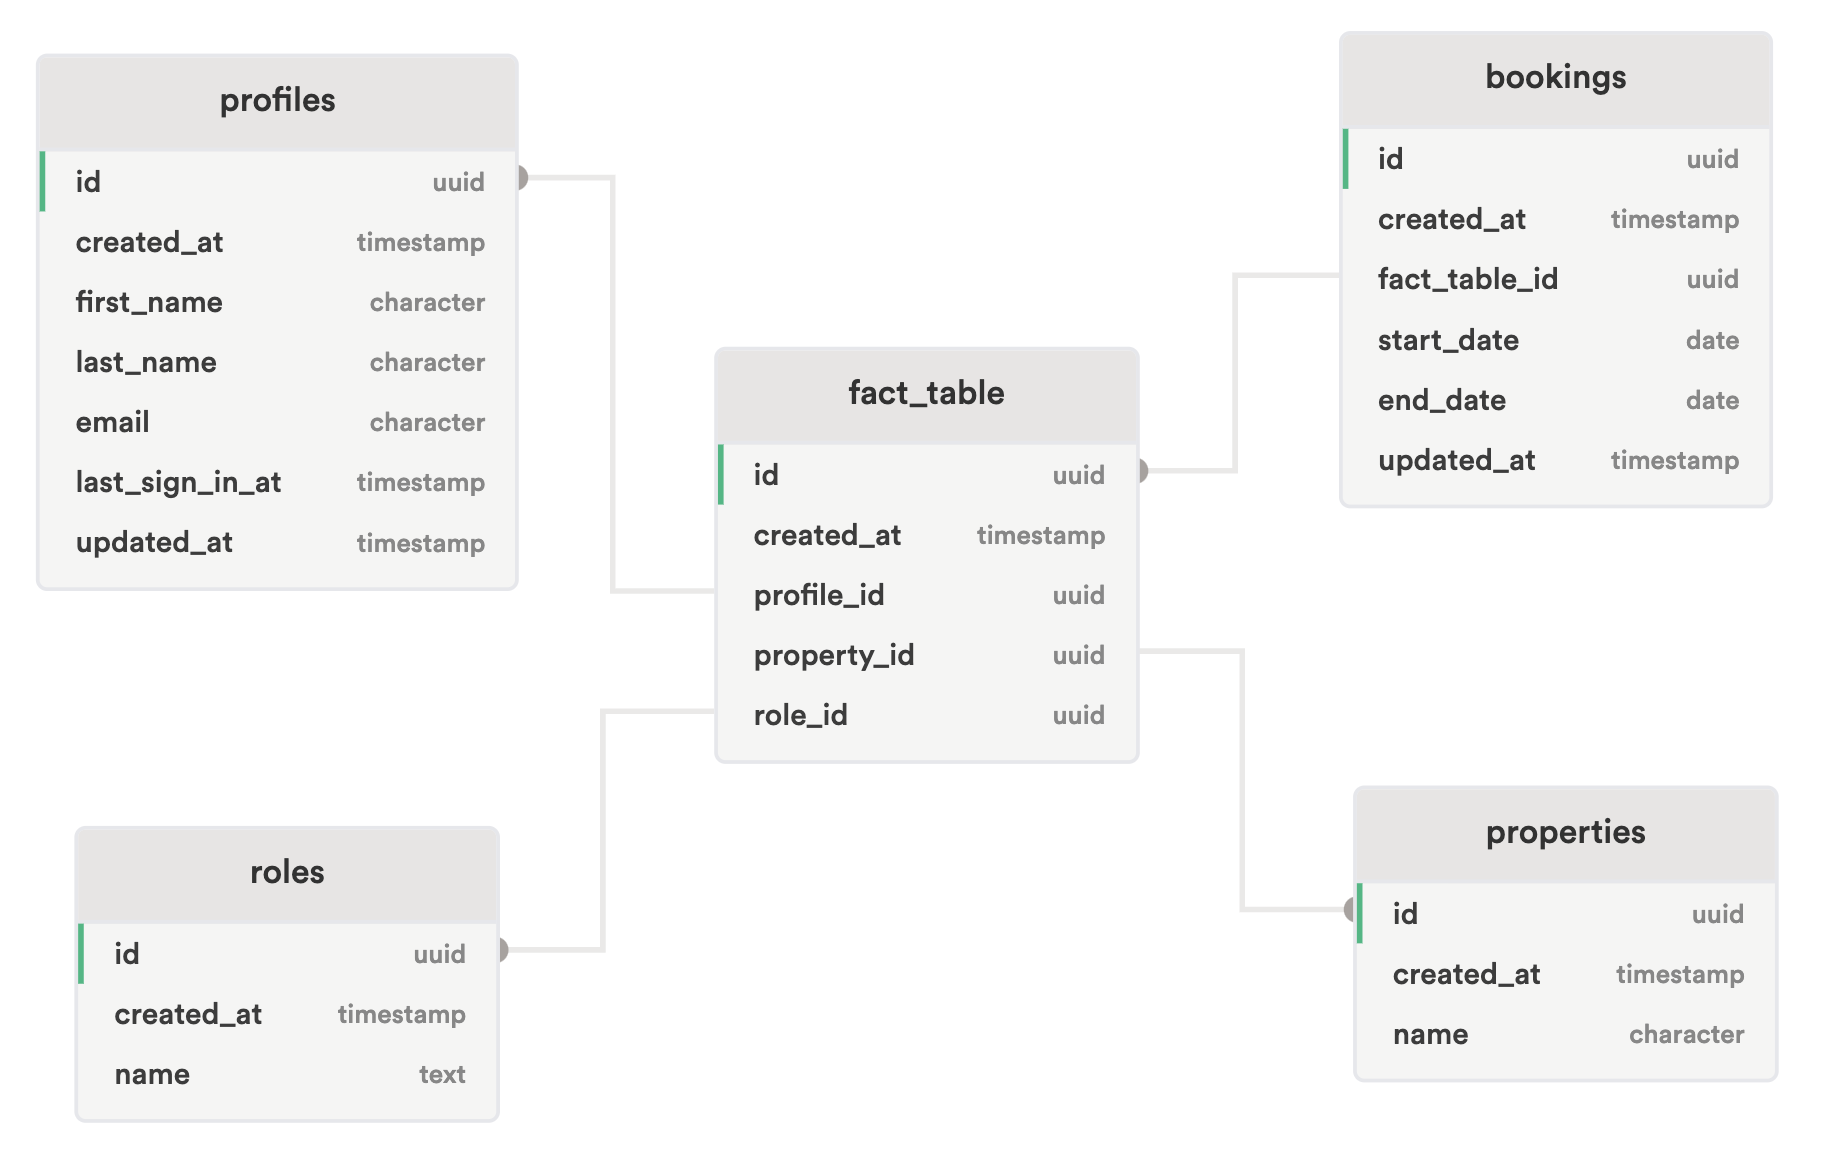 profiles
id uuid
created_at timestamp
first_name character
last_name character
email character
last_sign_in_at timestamp
updated_at timestamp
bookings
id uuid
created_at timestamp
fact_table_id uuid
start_date date
end_date date
updated_at timestamp
fact_table
id uuid
created_at timestamp
profile_id uuid
property_id uuid
role_id uuid
roles
id uuid
created_at timestamp
name text
properties
id uuid
created_at timestamp
name character